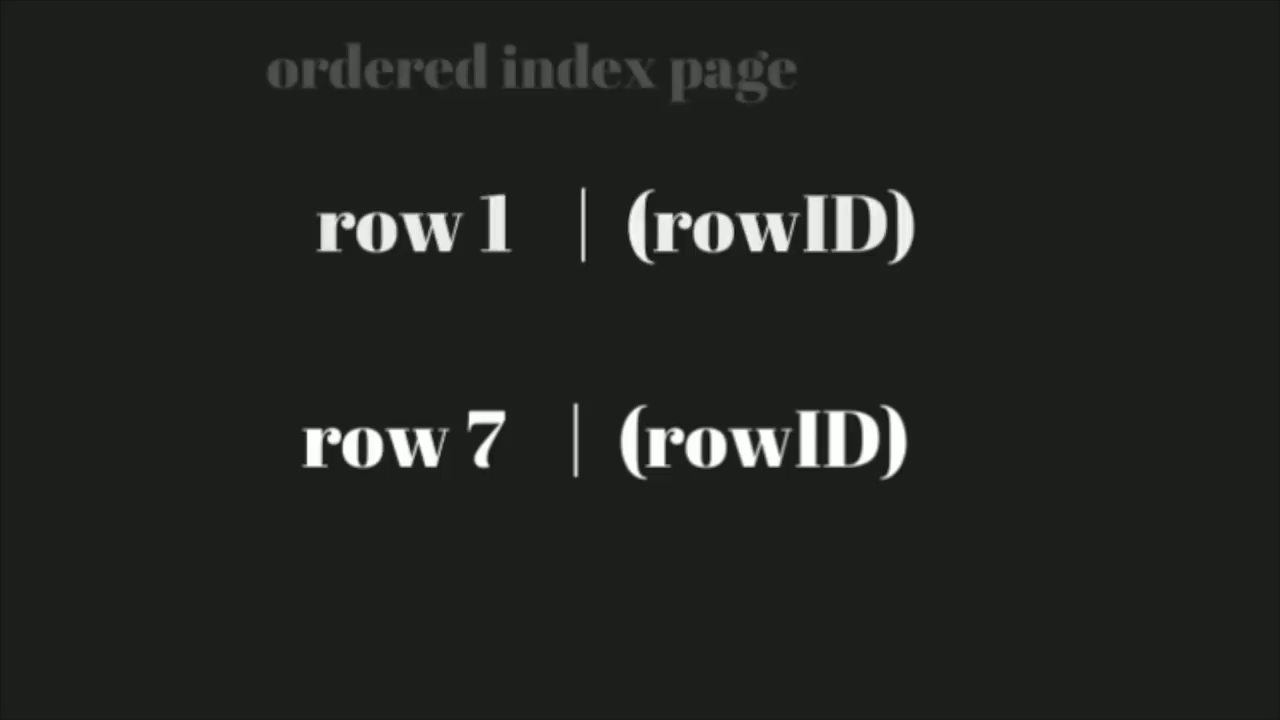 ordered index page
row 1 | (rowID)
row 7 | (rowID)